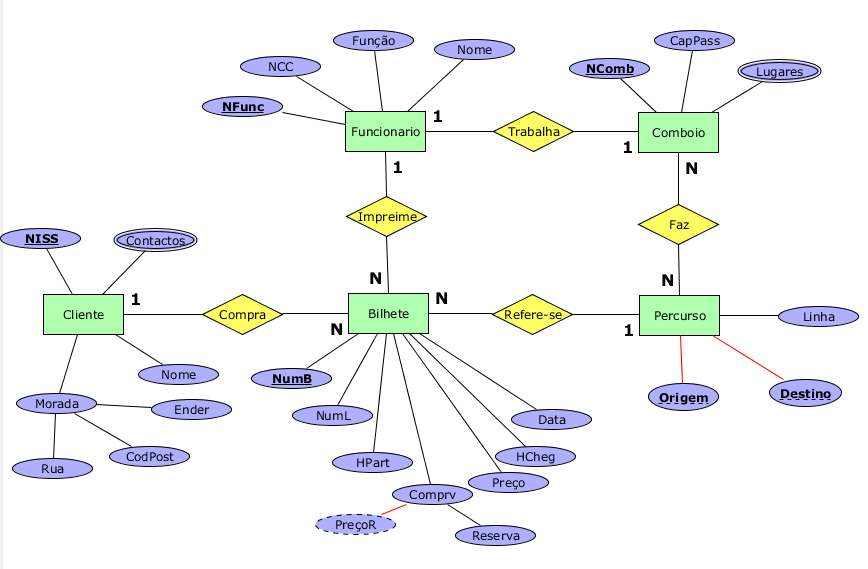 Função
CapPass
Nome
NCC
NComb
Lugares
NFunc
1
Funcionario
Trabalha
Comboio
1
1
N
Impreime
Faz
NISS
Contactos
N
N
1
N
Cliente
Compra
Bilhete
Refere-se
Percurso
Linha
N
1
Nome
NumB
Origem
Destino
Morada
Ender
NumL
Data
CodPost
HPart
HCheg
Rua
Preço
Comprv
PreçoR
Reserva